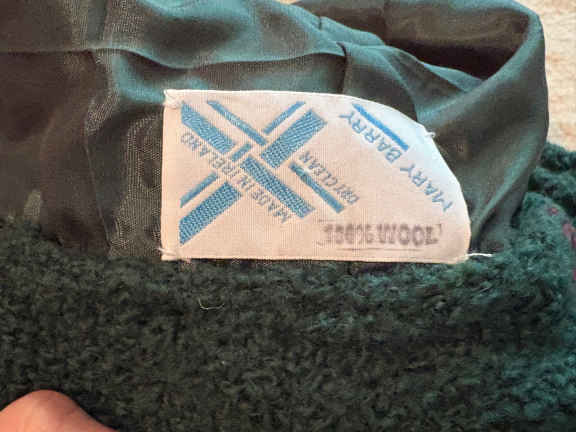 MARY BARRY
DRYCLEAN
MADE IN IRELAND
100% WOOL